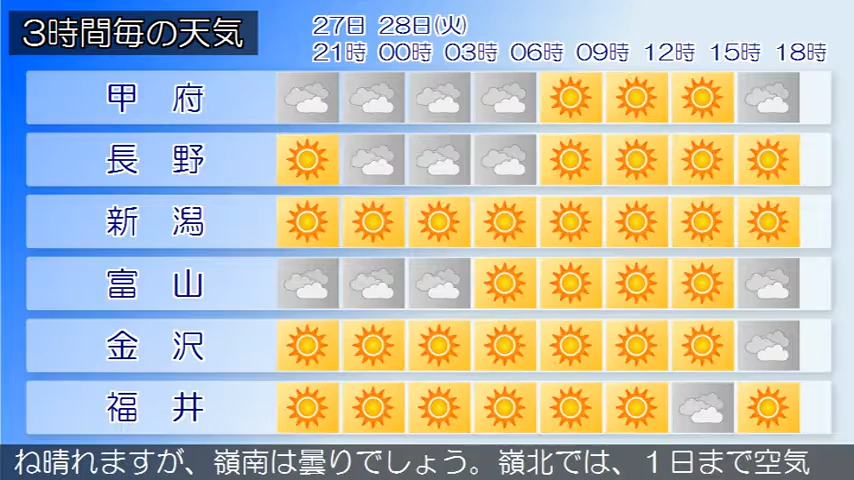 3時間毎の天気
27日 28日(火)
21時 00時 03時 06時 09時 12時 15時 18時
甲府
長野
新潟
富山
金沢
福井
ね晴れますが、嶺南は曇りでしょう。嶺北では、1日まで空気